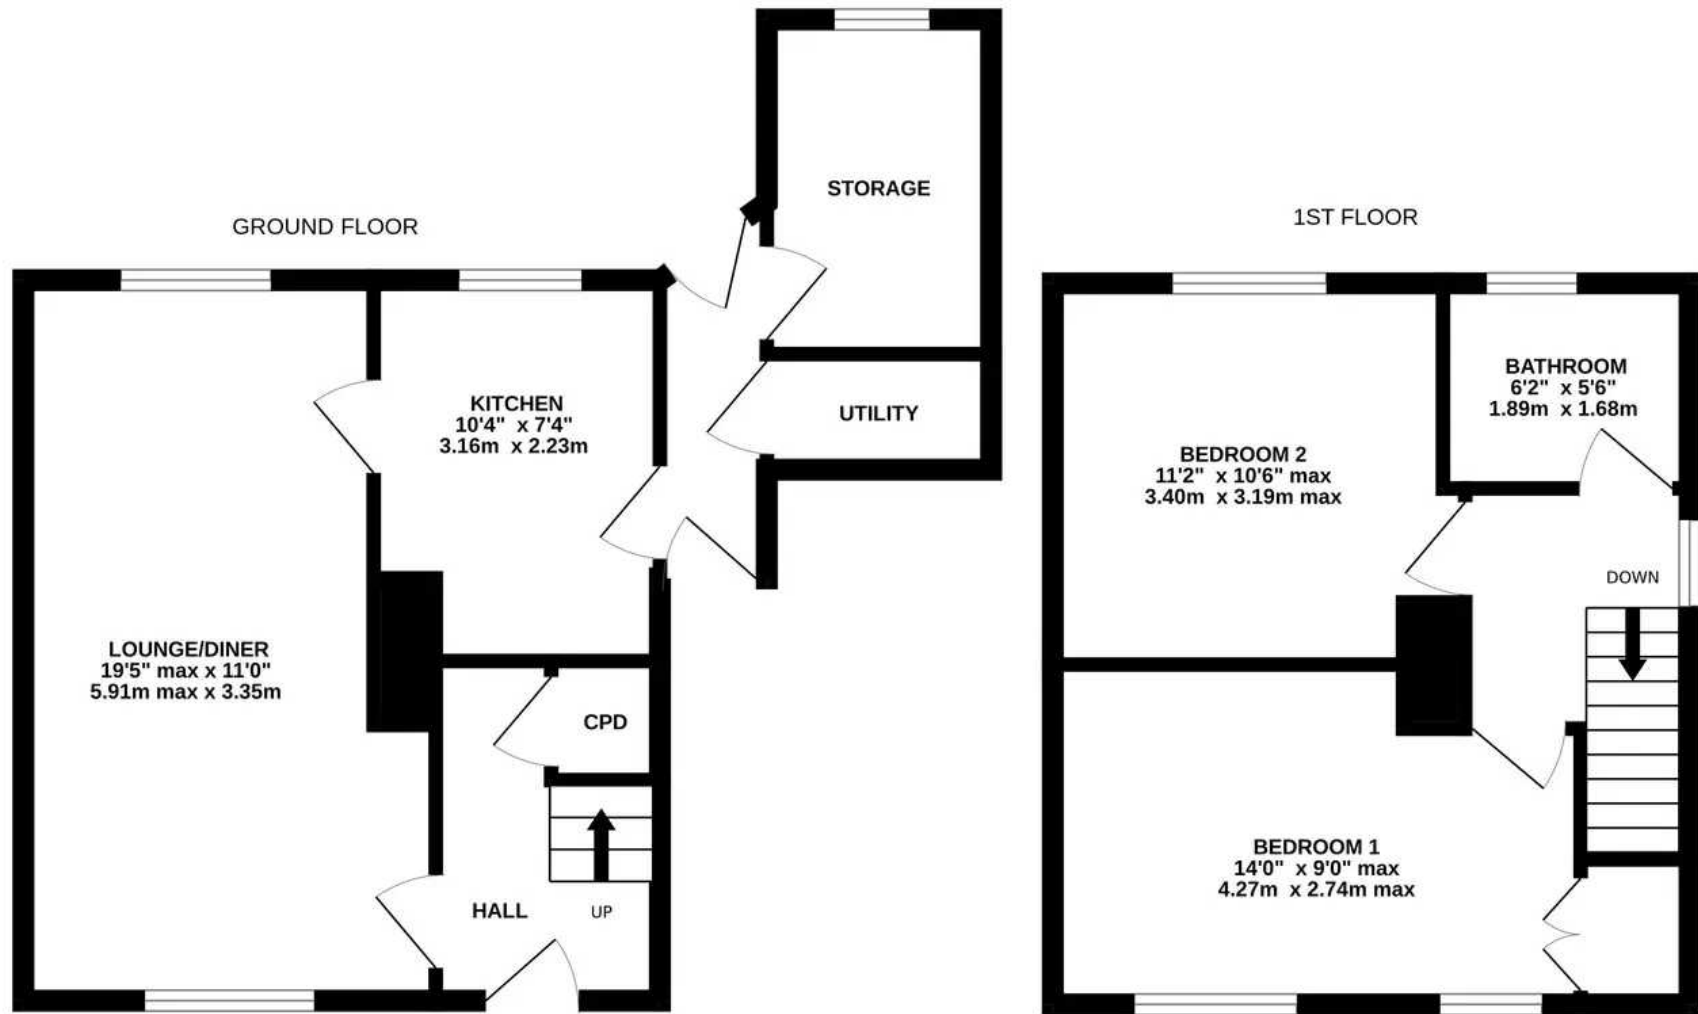 GROUND FLOOR
STORAGE
UTILITY
KITCHEN
10'4" x 7'4"
3.16m x 2.23m
LOUNGE/DINER
19'5" max x 11'0"
5.91m max x 3.35m
CPD
HALL
UP
1ST FLOOR
BATHROOM
6'2" x 5'6"
1.89m x 1.68m
BEDROOM 2
11'2" x 10'6" max
3.40m x 3.19m max
DOWN
BEDROOM 1
14'0" x 9'0" max
4.27m x 2.74m max